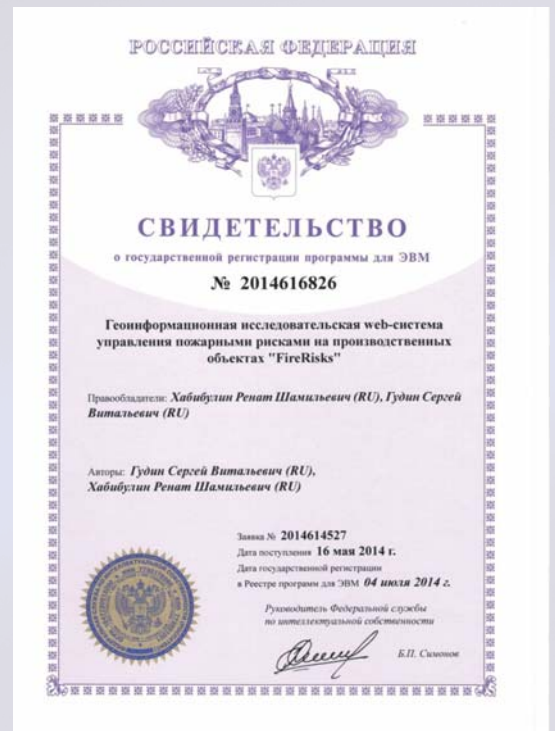 РОССИЙСКАЯ ФЕДЕРАЦИЯ
СВИДЕТЕЛЬСТВО
о государственной регистрации программы для ЭВМ
№ 2014616826
Геоинформационная исследовательская web-система
управления пожарными рисками на производственных
объектах "FireRisks"
Правообладатели: Хабибулин Ренат Шамильевич (RU), Гудин Сергей
Витальевич (RU)
Авторы: Гудин Сергей Витальевич (RU),
Хабибулин Ренат Шамильевич (RU)
Заявка № 2014614527
Дата поступления 16 мая 2014 г.
Дата государственной регистрации
в Реестре программ для ЭВМ 04 июля 2014 г.
Руководитель Федеральной службы
по интеллектуальной собственности
Б.П. Симонов